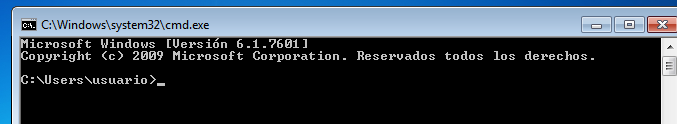 C:\Windows\system32\cmd.exe
Microsoft Windows [Versión 6.1.7601]
Copyright (c) 2009 Microsoft Corporation. Reservados todos los derechos.
C:\Users\usuario>_